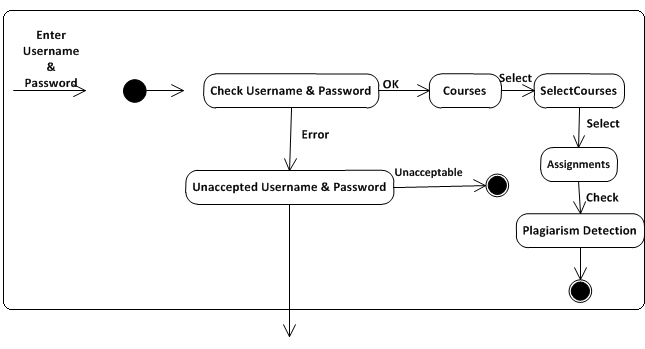 Enter
Username
&
Password
Check Username & Password
OK
Courses
Select
SelectCourses
Select
Error
Assignments
Unaccepted Username & Password
Unacceptable
Check
Plagiarism Detection